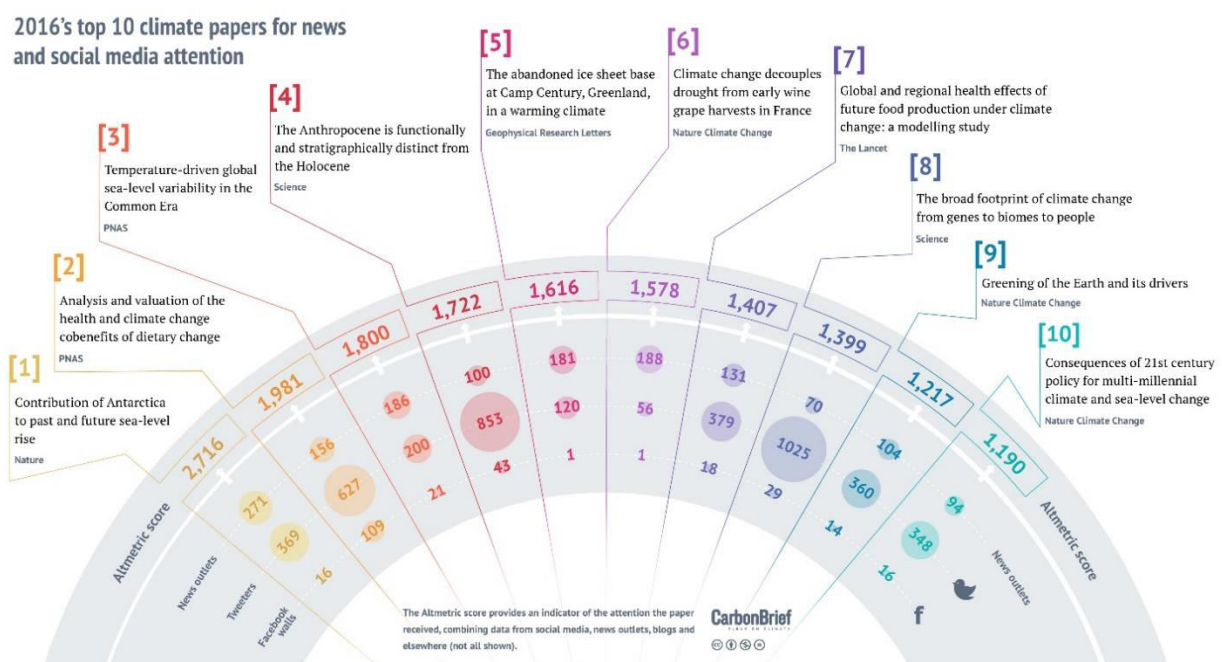 2016's top 10 climate papers for news
and social media attention
[1]
Contribution of Antarctica
to past and future sea-level
rise
Nature
[2]
Analysis and valuation of the
health and climate change
cobenefits of dietary change
PNAS
[3]
Temperature-driven global
sea-level variability in the
Common Era
PNAS
[4]
The Anthropocene is functionally
and stratigraphically distinct from
the Holocene
Science
[5]
The abandoned ice sheet base
at Camp Century, Greenland,
in a warming climate
Geophysical Research Letters
[6]
Climate change decouples
drought from early wine
grape harvests in France
Nature Climate Change
[7]
Global and regional health effects of
future food production under climate
change: a modelling study
The Lancet
[8]
The broad footprint of climate change
from genes to biomes to people
Science
[9]
Greening of the Earth and its drivers
Nature Climate Change
[10]
Consequences of 21st century
policy for multi-millennial
climate and sea-level change
Nature Climate Change
Altmetric score
2,716
1,981
1,800
1,722
1,616
1,578
1,407
1,399
1,217
1,190
Altmetric score
News outlets
271
156
186
100
181
188
131
70
104
94
News outlets
Tweeters
369
627
200
853
120
56
379
1025
360
348
Facebook
walls
16
109
21
43
1
1
18
29
14
16
f
The Altmetric score provides an indicator of the attention the paper
received, combining data from social media, news outlets, blogs and
elsewhere (not all shown).
CarbonBrief